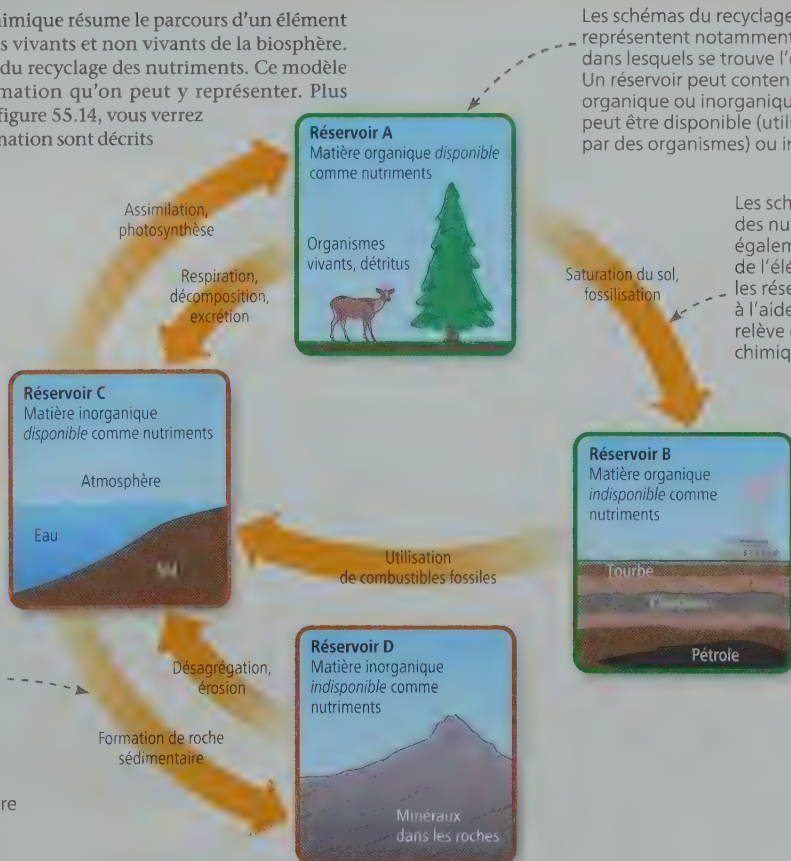 nimique résume le parcours d'un élément
s vivants et non vivants de la biosphère.
du recyclage des nutriments. Ce modèle
mation qu'on peut y représenter. Plus
figure 55.14, vous verrez
mation sont décrits
Les schémas du recyclage
représentent notamment
dans lesquels se trouve l'
Un réservoir peut conten
organique ou inorganique
peut être disponible (utili
par des organismes) ou in
Réservoir A
Matière organique disponible
comme nutriments
Organismes
vivants, détritus
Assimilation,
photosynthèse
Respiration,
décomposition,
excrétion
Saturation du sol,
fossilisation
Les sch
des nu
égalem
de l'élé
les rése
à l'aide
relève
chimiq
Réservoir C
Matière inorganique
disponible comme nutriments
Atmosphère
Eau
Sol
Réservoir B
Matière organique
indisponible comme
nutriments
Tourbe
Pétrole
Utilisation
de combustibles fossiles
Réservoir D
Matière inorganique
indisponible comme
nutriments
Minéraux
dans les roches
Désagrégation,
érosion
Formation de roche
sédimentaire
re